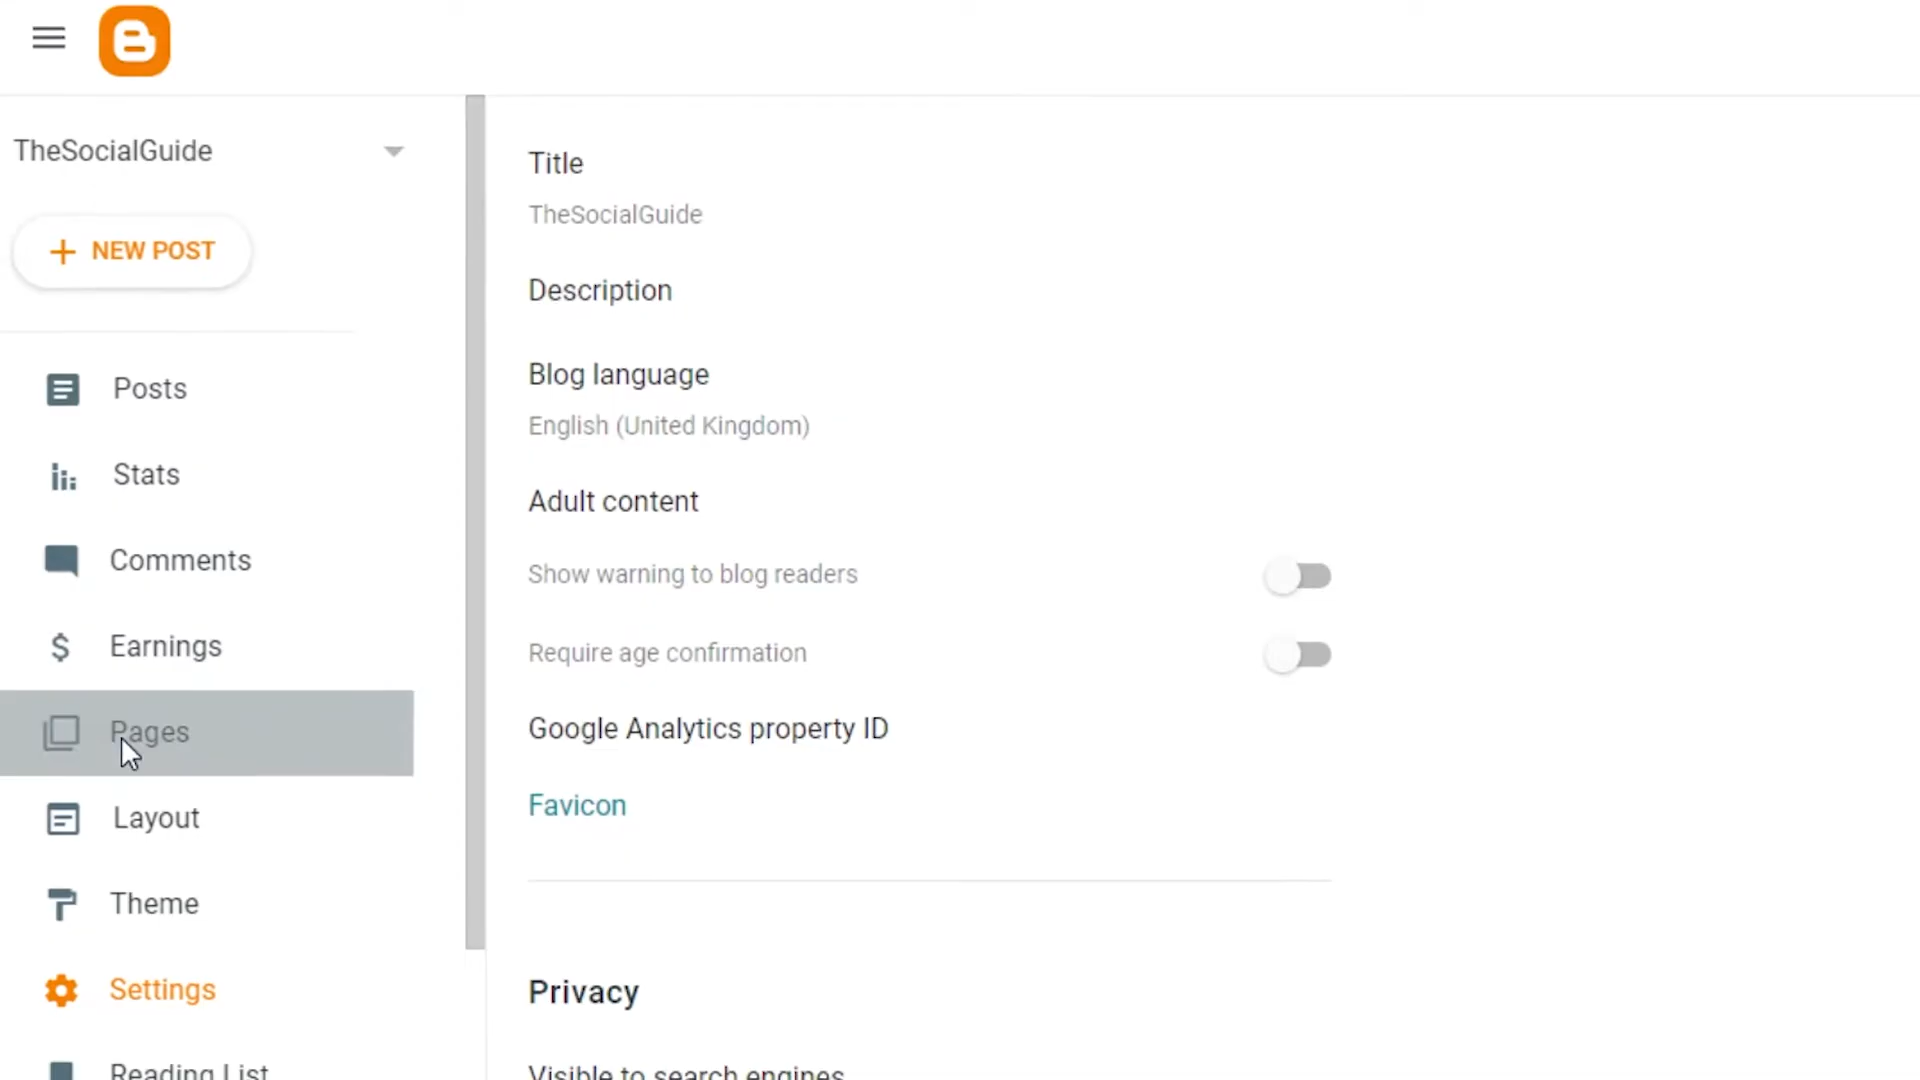 TheSocialGuide
NEW POST
Posts
Stats
Comments
Earnings
Pages
Layout
Theme
Settings
Reading List
Title
TheSocialGuide
Description
Blog language
English (United Kingdom)
Adult content
Show warning to blog readers
Require age confirmation
Google Analytics property ID
Favicon
Privacy
Visible to search engines